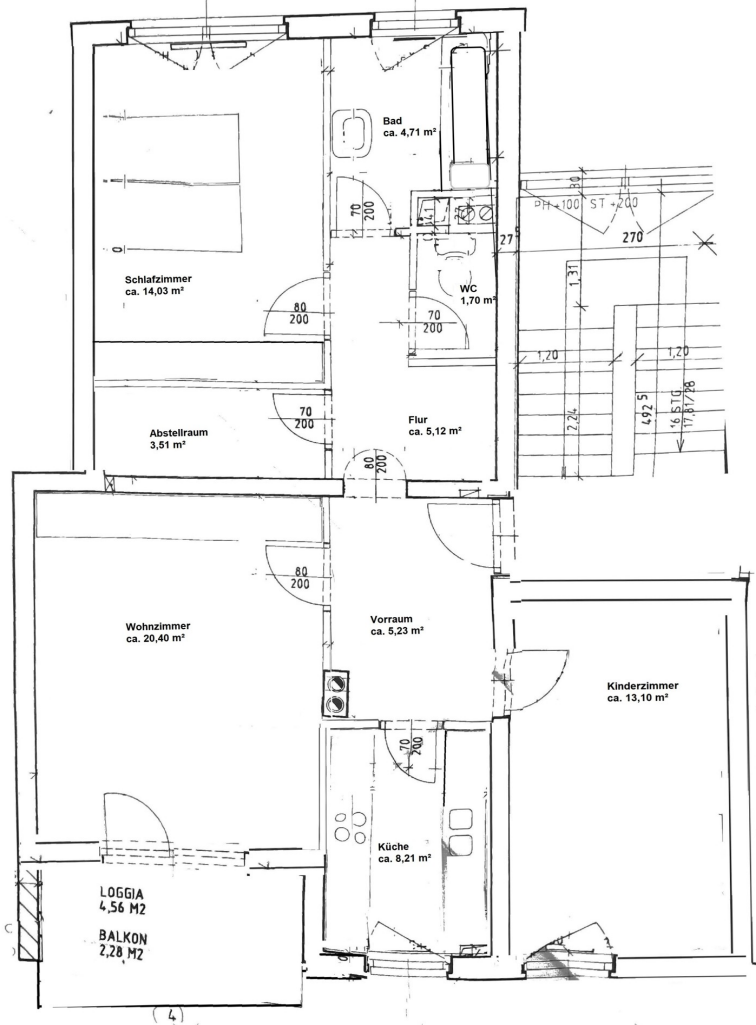 Bad
ca. 4,71 m²
70
200
41
27
PH +100 ST +200
30
270
1,31
Schlafzimmer
ca. 14,03 m²
WC
1,70 m²
80
200
70
200
1,20
1,20
2,24
492 5
16 STG
17,81/28
Abstellraum
3,51 m²
70
200
Flur
ca. 5,12 m²
80
200
80
200
Wohnzimmer
ca. 20,40 m²
Vorraum
ca. 5,23 m²
Kinderzimmer
ca. 13,10 m²
70
200
Küche
ca. 8,21 m²
LOGGIA
4,56 M2
BALKON
2,28 M2
4